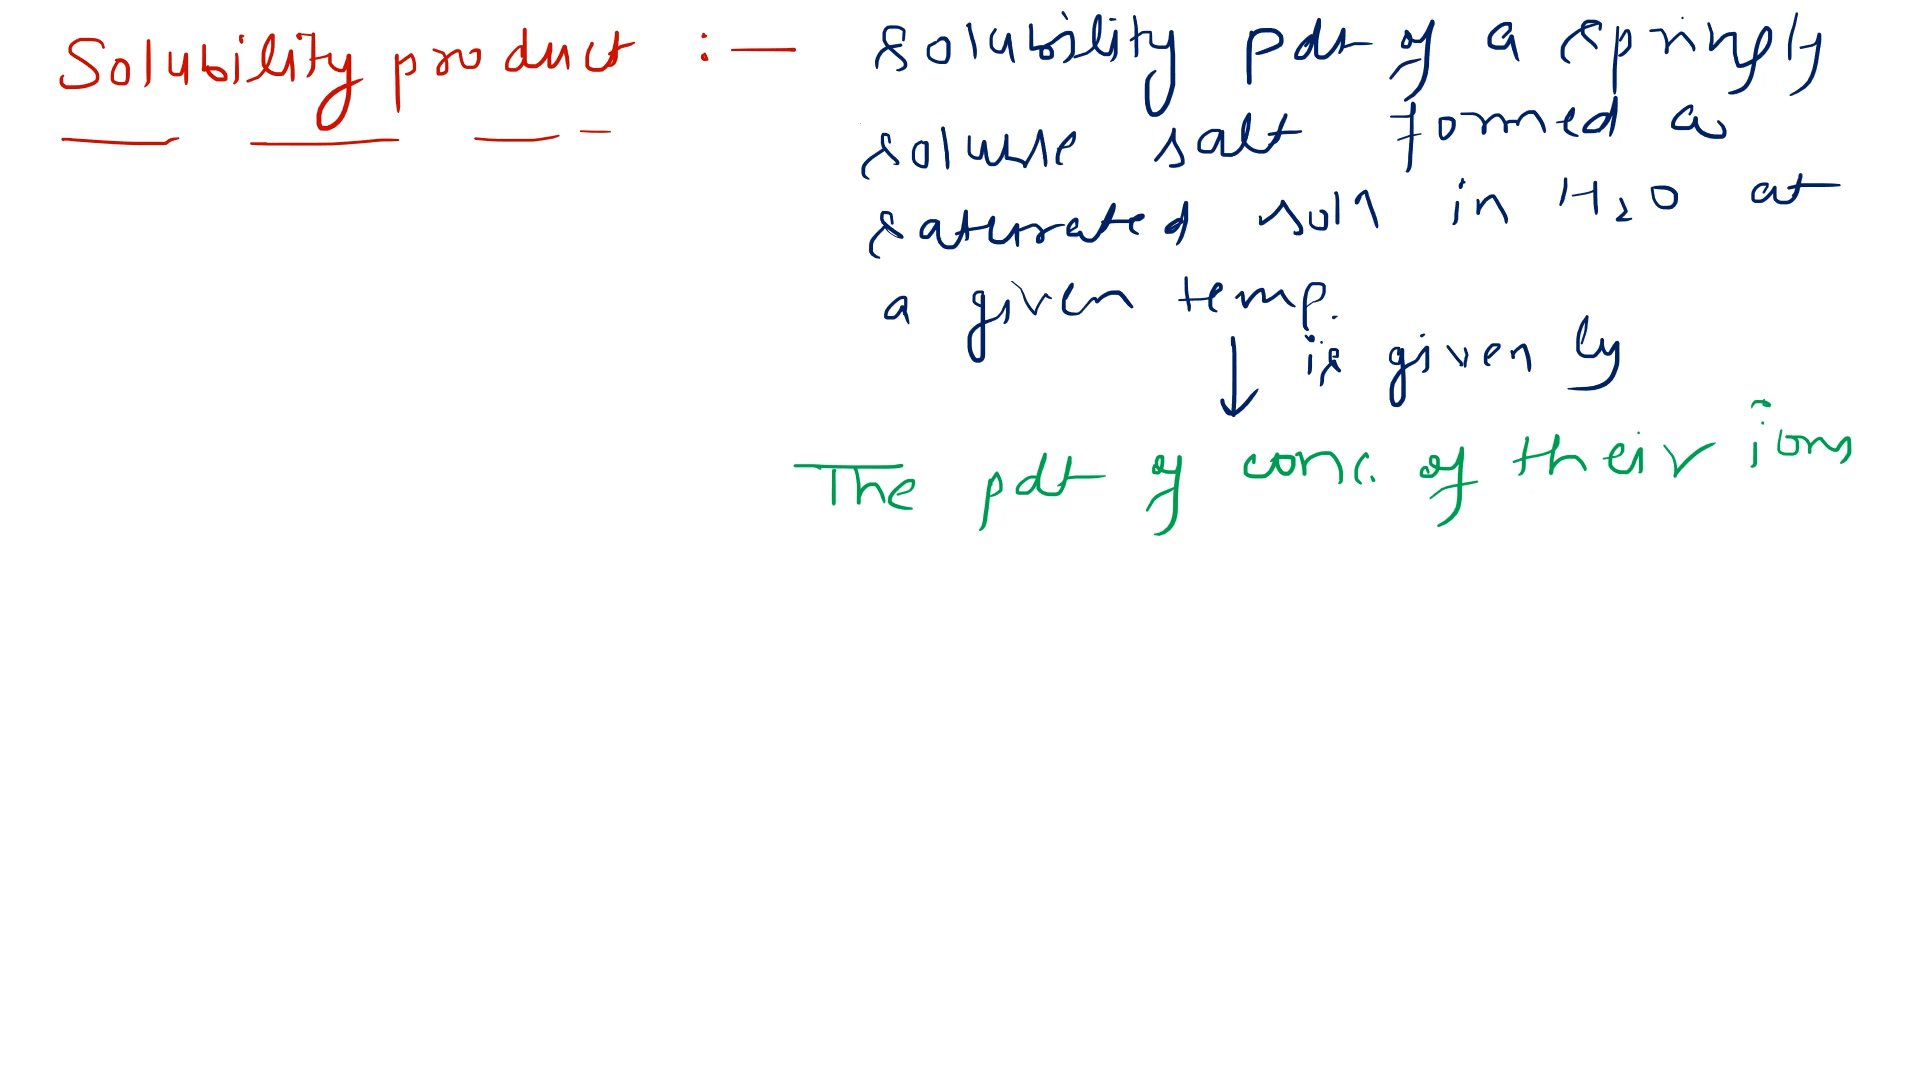 Solubility product :— solubility pdt of a springly
soluble salt formed a
saturated soln in H₂O at
a given temp.
↓ is given by
The pdt of conc. of their ions